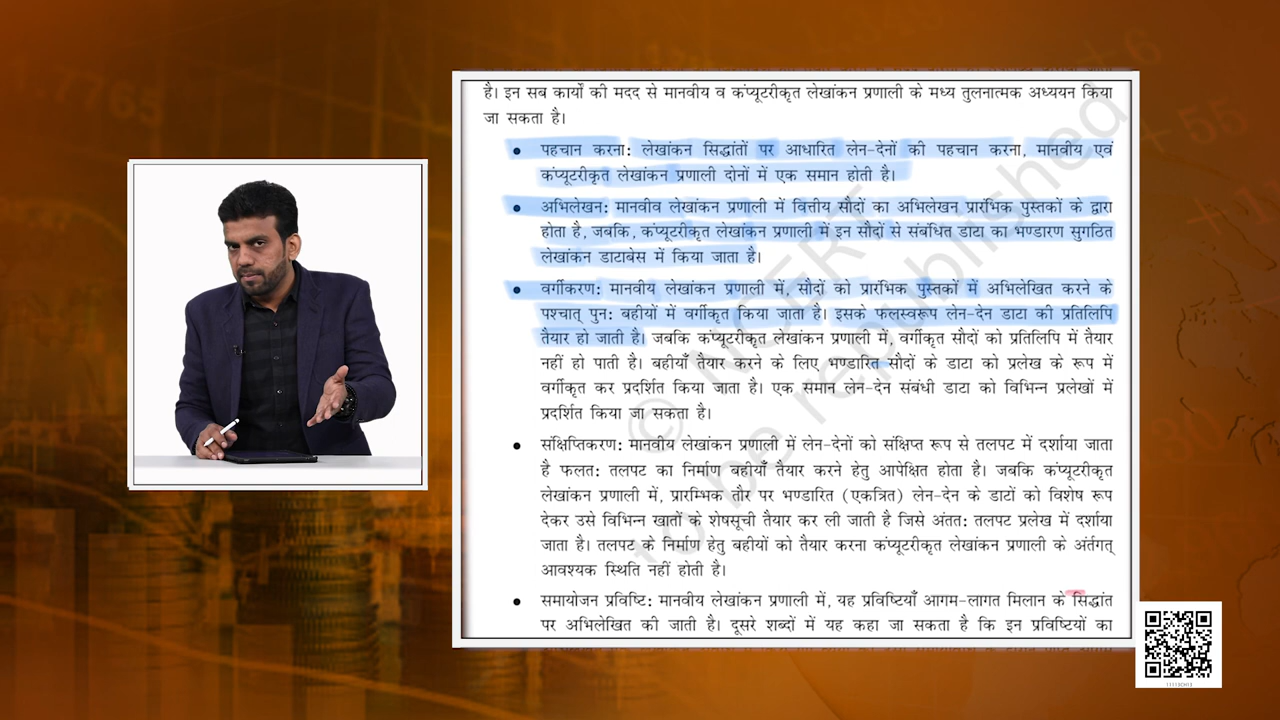 है। इन सब कार्यों की मदद से मानवीय व कंप्यूटरीकृत लेखांकन प्रणाली के मध्य तुलनात्मक अध्ययन किया
जा सकता है।
• पहचान करना: लेखांकन सिद्धांतों पर आधारित लेन-देनों की पहचान करना, मानवीय एवं
कंप्यूटरीकृत लेखांकन प्रणाली दोनों में एक समान होती है।
• अभिलेखन: मानवीव लेखांकन प्रणाली में वित्तीय सौदों का अभिलेखन प्रारंभिक पुस्तकों के द्वारा
होता है, जबकि, कंप्यूटरीकृत लेखांकन प्रणाली में इन सौदों से संबंधित डाटा का भण्डारण सुगठित
लेखांकन डाटाबेस में किया जाता है।
• वर्गीकरण: मानवीय लेखांकन प्रणाली में, सौदों को प्रारंभिक पुस्तकों में अभिलेखित करने के
पश्चात् पुन: बहीयों में वर्गीकृत किया जाता है। इसके फलस्वरूप लेन-देन डाटा की प्रतिलिपि
तैयार हो जाती है। जबकि कंप्यूटरीकृत लेखांकन प्रणाली में, वर्गीकृत सौदों को प्रतिलिपि में तैयार
नहीं हो पाती है। बहीयाँ तैयार करने के लिए भण्डारित सौदों के डाटा को प्रलेख के रूप में
वर्गीकृत कर प्रदर्शित किया जाता है। एक समान लेन-देन संबंधी डाटा को विभिन्न प्रलेखों में
प्रदर्शित किया जा सकता है।
• संक्षिप्तिकरण: मानवीय लेखांकन प्रणाली में लेन-देनों को संक्षिप्त रूप से तलपट में दर्शाया जाता
है फलत: तलपट का निर्माण बहीयाँ तैयार करने हेतु आपेक्षित होता है। जबकि कंप्यूटरीकृत
लेखांकन प्रणाली में, प्रारम्भिक तौर पर भण्डारित (एकत्रित) लेन-देन के डाटों को विशेष रूप
देकर उसे विभिन्न खातों के शेषसूची तैयार कर ली जाती है जिसे अंतत: तलपट प्रलेख में दर्शाया
जाता है। तलपट के निर्माण हेतु बहीयों को तैयार करना कंप्यूटरीकृत लेखांकन प्रणाली के अंर्तगत्
आवश्यक स्थिति नहीं होती है।
• समायोजन प्रविष्टि: मानवीय लेखांकन प्रणाली में, यह प्रविष्टियाँ आगम-लागत मिलान के सिद्धांत
पर अभिलेखित की जाती है। दूसरे शब्दों में यह कहा जा सकता है कि इन प्रविष्टियों का
© NCERT
to be republished